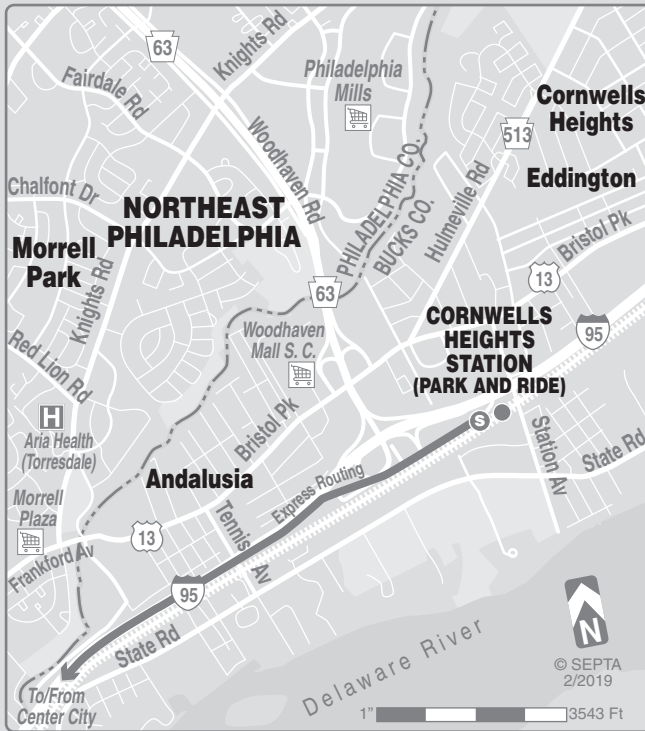 63
Knights Rd
Fairdale Rd
Philadelphia
Mills
Cornwells
Heights
513
Woodhaven Rd
PHILADELPHIA CO.
BUCKS CO.
Hulmeville Rd
Eddington
Chalfont Dr
NORTHEAST
PHILADELPHIA
Bristol Pk
Morrell
Park
Knights Rd
13
63
CORNWELLS
HEIGHTS
STATION
(PARK AND RIDE)
95
Woodhaven
Mall S. C.
Red Lion Rd
S
H
Aria Health
(Torresdale)
Bristol Pk
Station Av
State Rd
Andalusia
Express Routing
Morrell
Plaza
Tennis Av
13
Frankford Av
95
State Rd
N
Delaware River
© SEPTA
2/2019
To/From
Center City
1" 3543 Ft